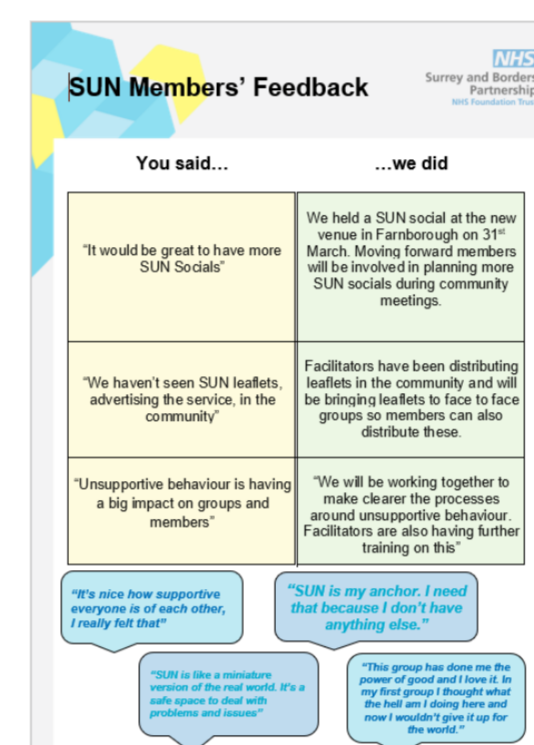 SUN Members' Feedback
NHS
Surrey and Borders
Partnership
NHS Foundation Trust
You said…
…we did
"It would be great to have more
SUN Socials"
We held a SUN social at the new
venue in Farnborough on 31st
March. Moving forward members
will be involved in planning more
SUN socials during community
meetings.
"We haven't seen SUN leaflets,
advertising the service, in the
community"
Facilitators have been distributing
leaflets in the community and will
be bringing leaflets to face to face
groups so members can also
distribute these.
"Unsupportive behaviour is having
a big impact on groups and
members"
"We will be working together to
make clearer the processes
around unsupportive behaviour.
Facilitators are also having further
training on this"
"It's nice how supportive
everyone is of each other,
I really felt that"
"SUN is my anchor. I need
that because I don't have
anything else."
"SUN is like a miniature
version of the real world. It's a
safe space to deal with
problems and issues"
"This group has done me the
power of good and I love it. In
my first group I thought what
the hell am I doing here and
now I wouldn't give it up for
the world."